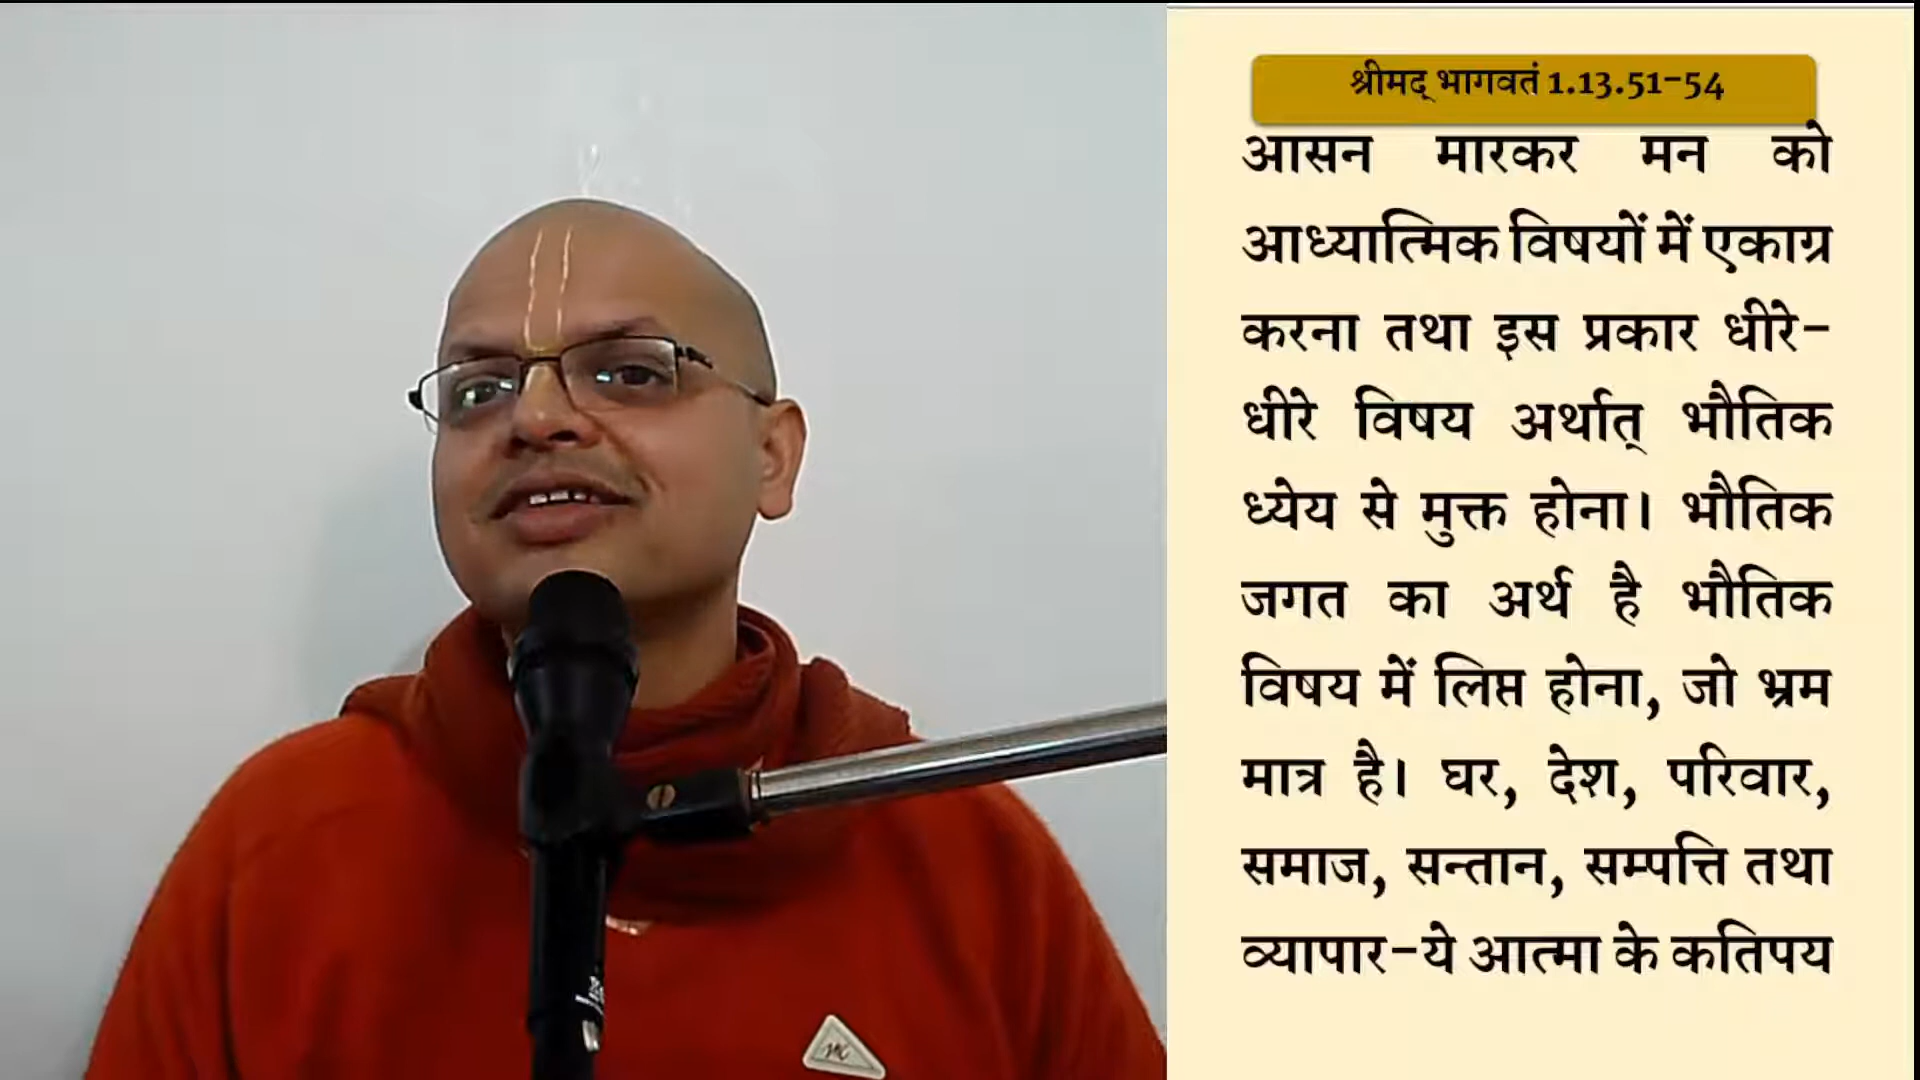 श्रीमद् भागवतं 1.13.51-54
आसन मारकर मन को
आध्यात्मिक विषयों में एकाग्र
करना तथा इस प्रकार धीरे-
धीरे विषय अर्थात् भौतिक
ध्येय से मुक्त होना। भौतिक
जगत का अर्थ है भौतिक
विषय में लिप्त होना, जो भ्रम
मात्र है। घर, देश, परिवार,
समाज, सन्तान, सम्पत्ति तथा
व्यापार-ये आत्मा के कतिपय